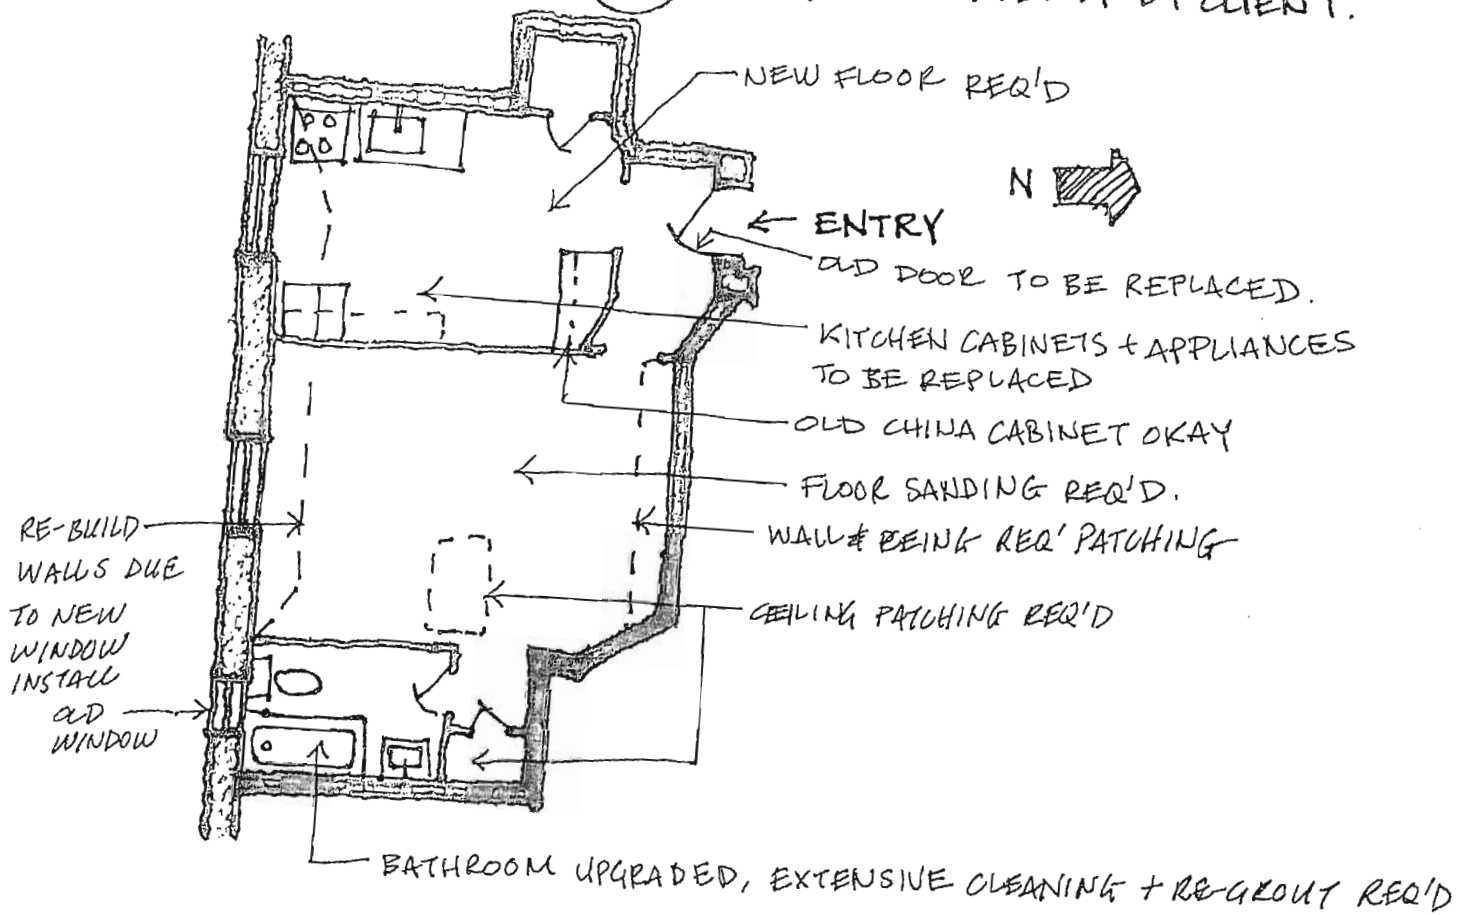 CLIENT.
NEW FLOOR REQ'D
N
ENTRY
OLD DOOR TO BE REPLACED.
KITCHEN CABINETS + APPLIANCES
TO BE REPLACED
OLD CHINA CABINET OKAY
FLOOR SANDING REQ'D.
WALL & BEING REQ' PATCHING
CEILING PATCHING REQ'D
RE-BUILD
WALLS DUE
TO NEW
WINDOW
INSTALL
OLD
WINDOW
BATHROOM UPGRADED, EXTENSIVE CLEANING + RE-GROUT REQ'D